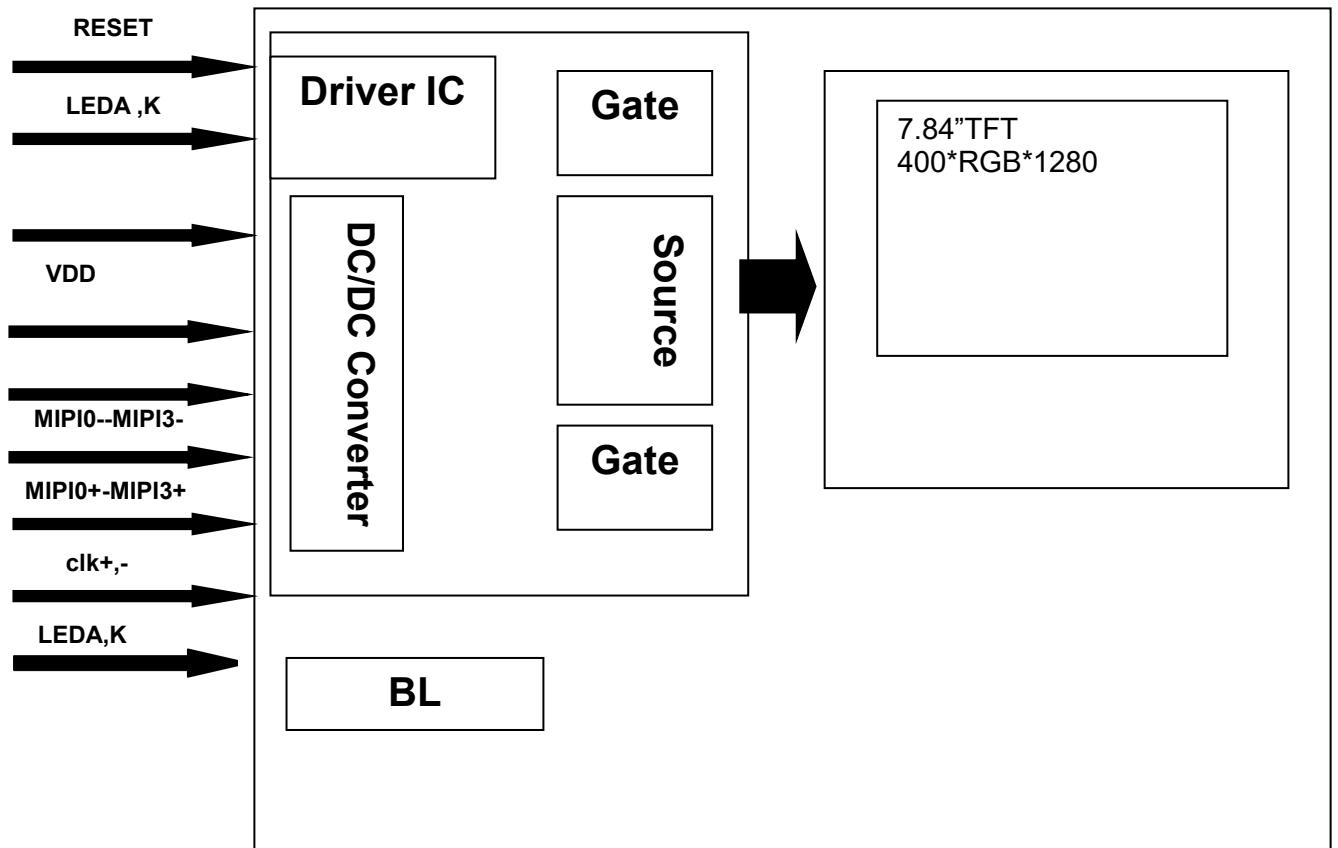 RESET
LEDA ,K
VDD
MIPI0--MIPI3-
MIPI0+-MIPI3+
clk+,-
LEDA,K
Driver IC
DC/DC Converter
Gate
Source
Gate
BL
7.84”TFT
400*RGB*1280